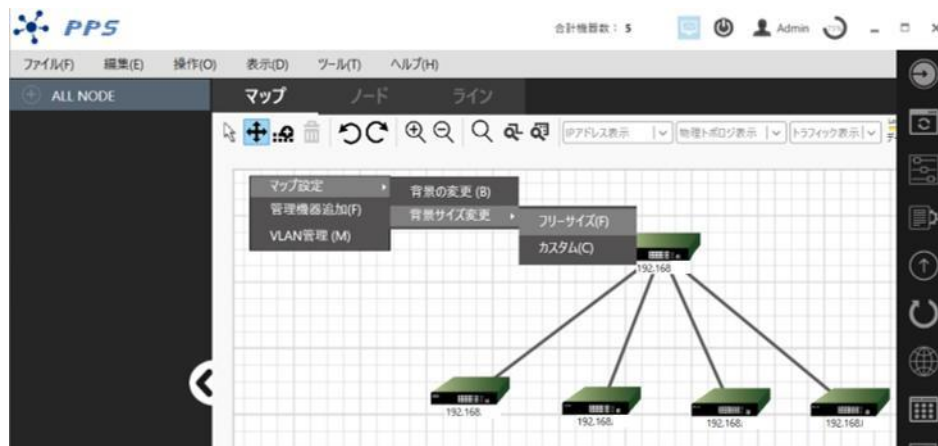 PPS
合計機器数： 5
Admin
ファイル(F) 編集(E) 操作(O) 表示(D) ツール(T) ヘルプ(H)
ALL NODE
マップ ノード ライン
IPアドレス表示 物理トポロジ表示 トラフィック表示
マップ設定
管理機器追加(F)
VLAN管理 (M)
背景の変更 (B)
背景サイズ変更
フリーサイズ(F)
カスタム(C)
192.168
192.168.
192.168.
192.168.
192.168.